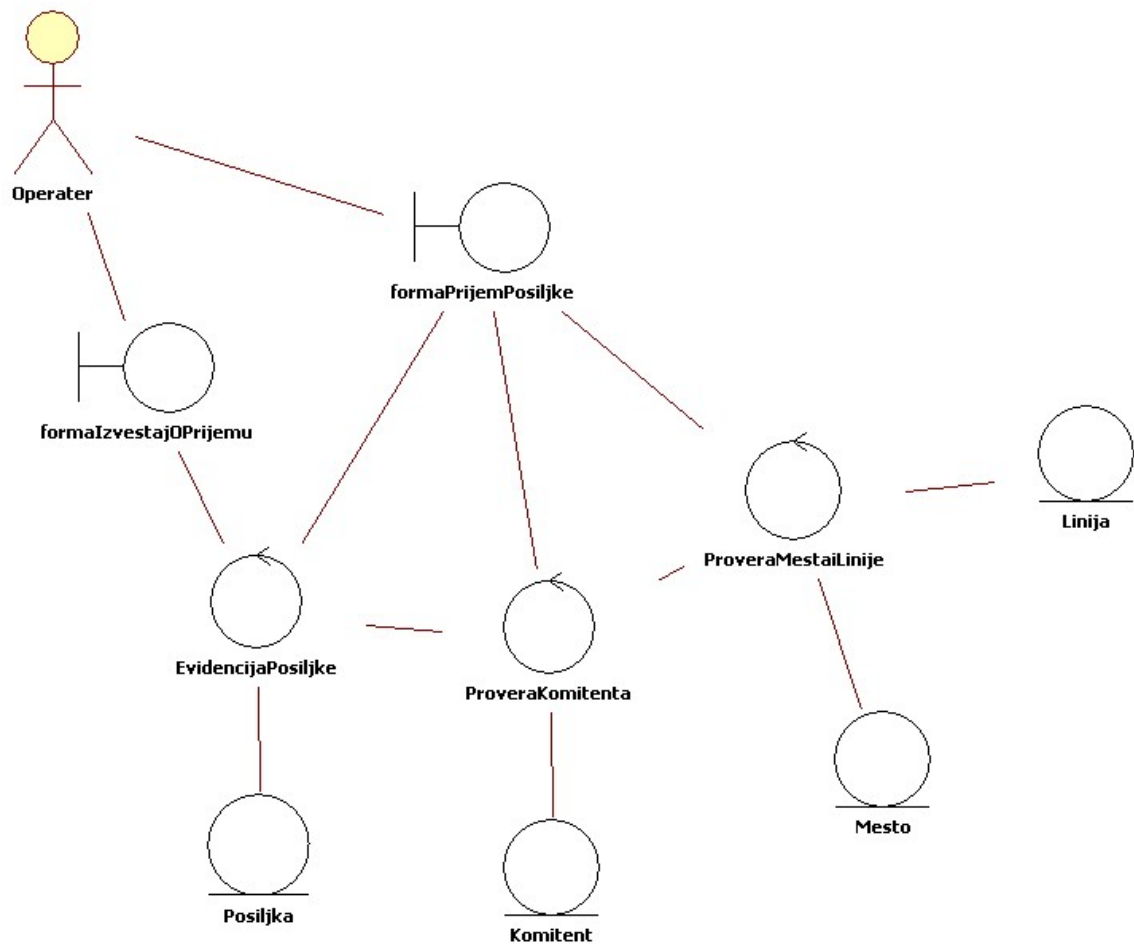 Operater
formaPrijemPosiljke
formaIzvestajOPrijemu
Linija
ProveraMestaiLinije
EvidencijaPosiljke
ProveraKomitenta
Mesto
Posiljka
Komitent